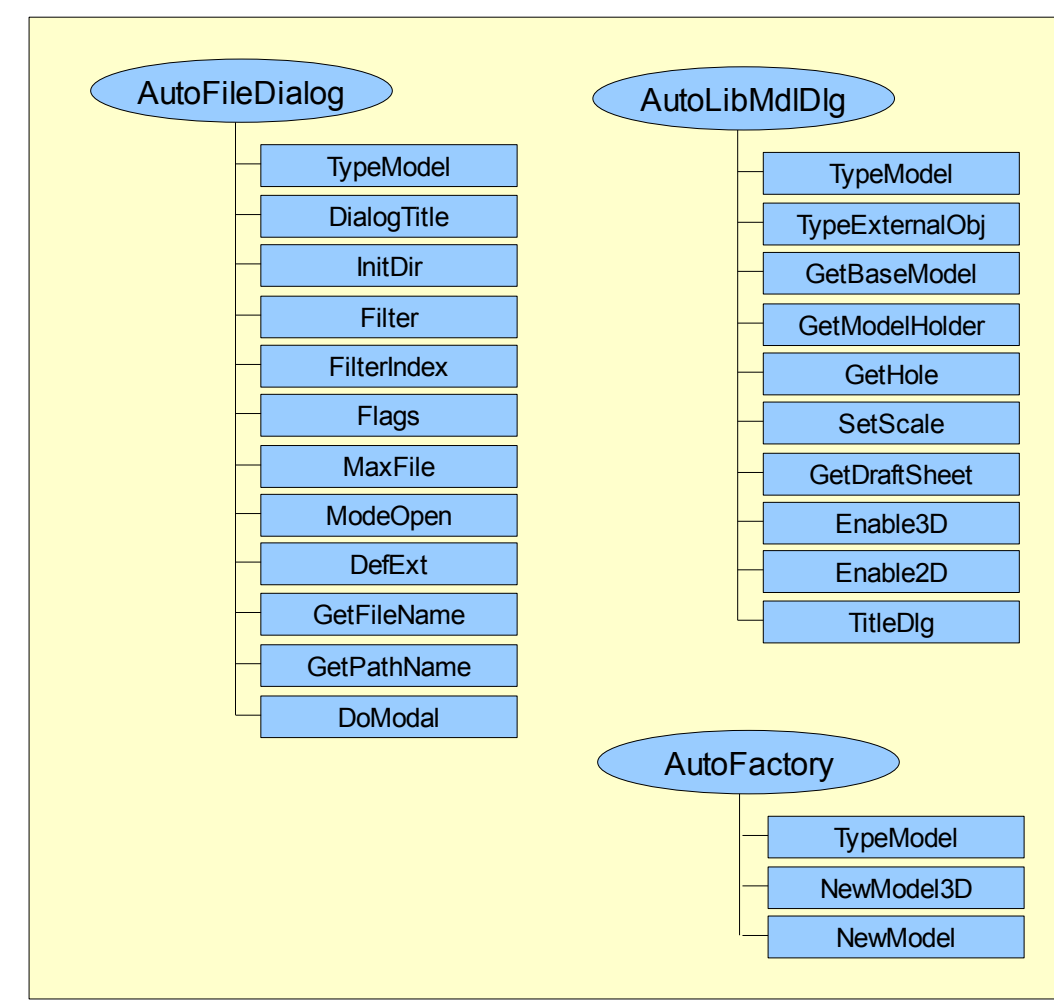 AutoFileDialog
TypeModel
DialogTitle
InitDir
Filter
FilterIndex
Flags
MaxFile
ModeOpen
DefExt
GetFileName
GetPathName
DoModal
AutoLibMdlDlg
TypeModel
TypeExternalObj
GetBaseModel
GetModelHolder
GetHole
SetScale
GetDraftSheet
Enable3D
Enable2D
TitleDlg
AutoFactory
TypeModel
NewModel3D
NewModel